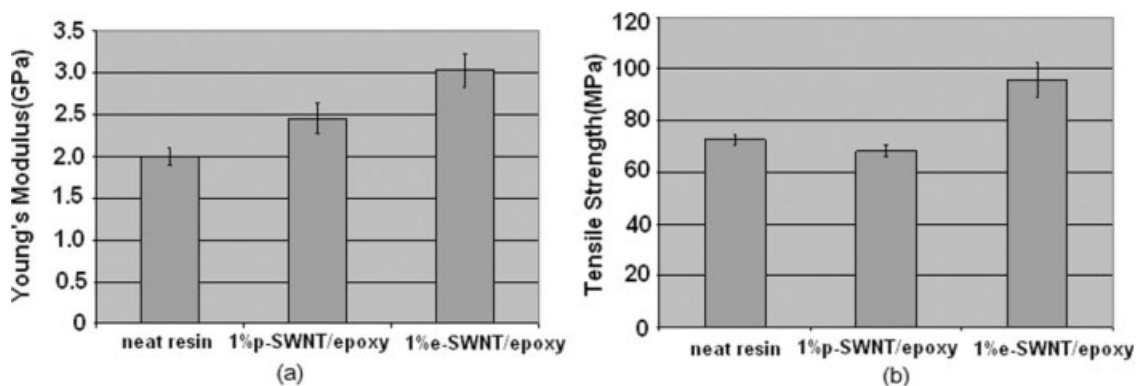 Young's Modulus(GPa)
3.5
3.0
2.5
2.0
1.5
1.0
0.5
0
neat resin 1%p-SWNT/epoxy 1%e-SWNT/epoxy
(a)
Tensile Strength(MPa)
120
100
80
60
40
20
0
neat resin 1%p-SWNT/epoxy 1%e-SWNT/epoxy
(b)